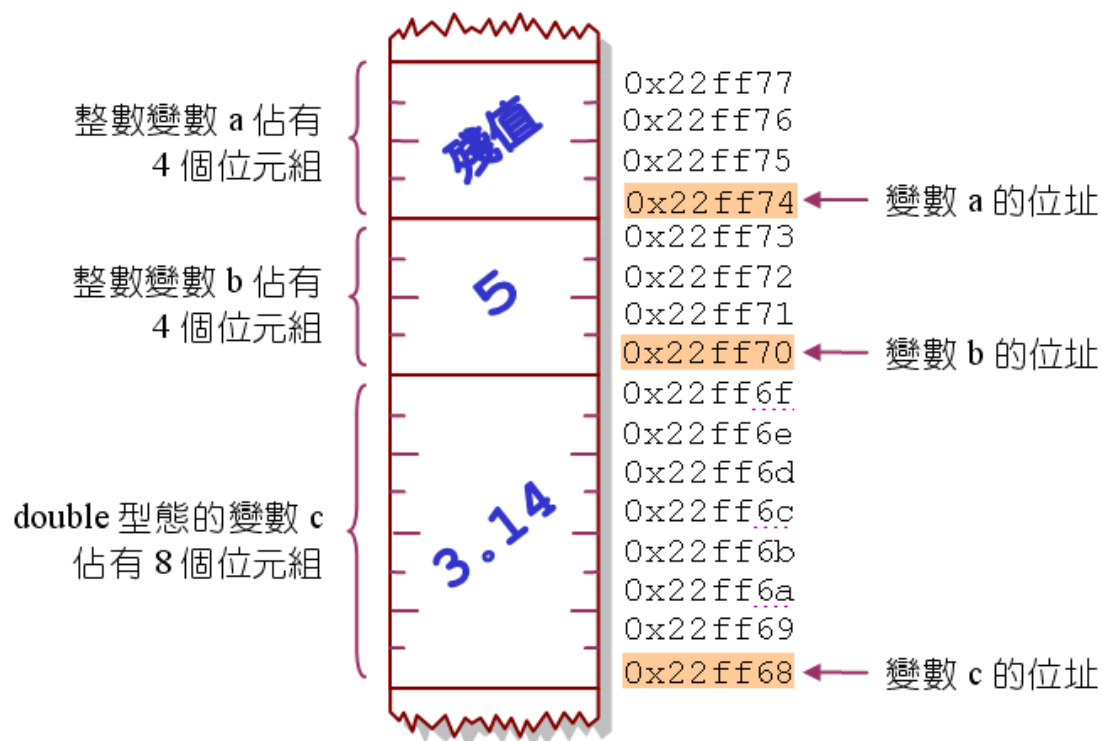 整數變數 a 佔有
4 個位元組
殘值
0x22ff77
0x22ff76
0x22ff75
0x22ff74
變數 a 的位址
整數變數 b 佔有
4 個位元組
5
0x22ff73
0x22ff72
0x22ff71
0x22ff70
變數 b 的位址
double 型態的變數 c
佔有 8 個位元組
3.14
0x22ff6f
0x22ff6e
0x22ff6d
0x22ff6c
0x22ff6b
0x22ff6a
0x22ff69
0x22ff68
變數 c 的位址